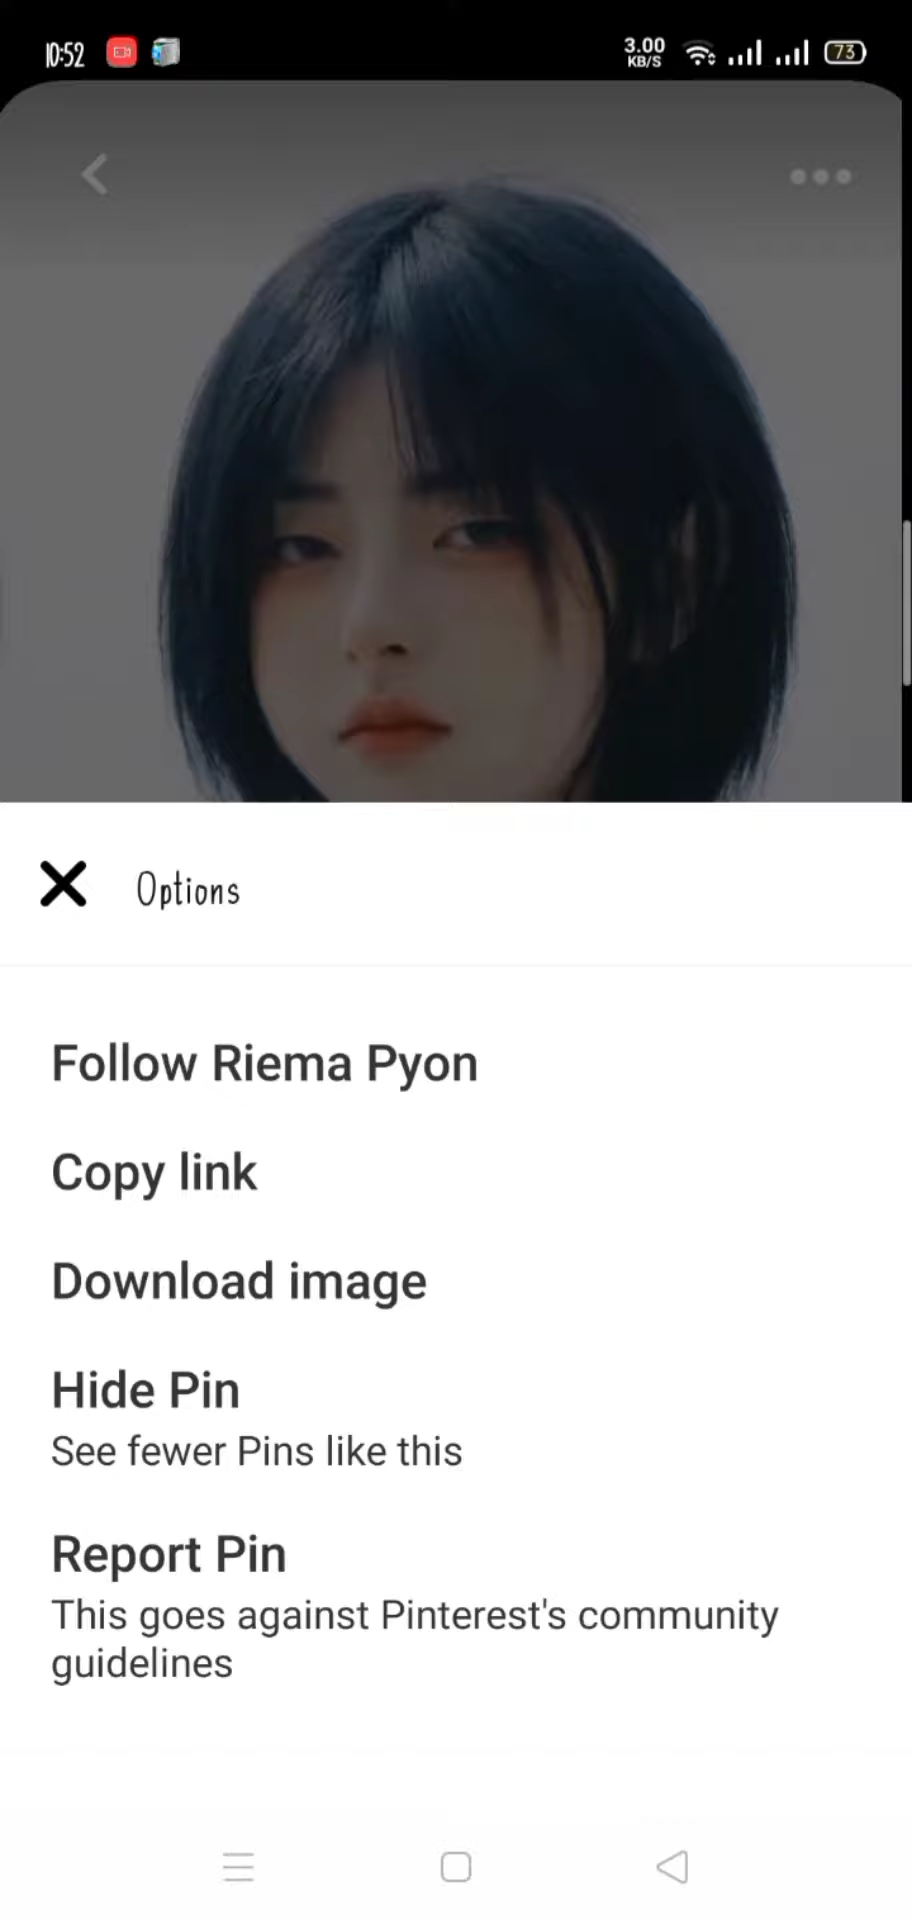 10:52
3.00
KB/S
73
Options
Follow Riema Pyon
Copy link
Download image
Hide Pin
See fewer Pins like this
Report Pin
This goes against Pinterest's community
guidelines